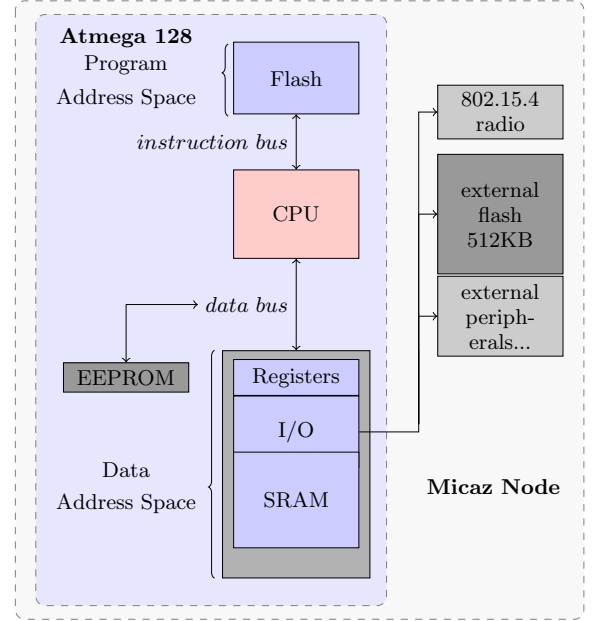 Atmega 128
Program
Address Space
Flash
instruction bus
CPU
data bus
EEPROM
Registers
I/O
SRAM
Data
Address Space
802.15.4
radio
external
flash
512KB
external
periph-
erals...
Micaz Node